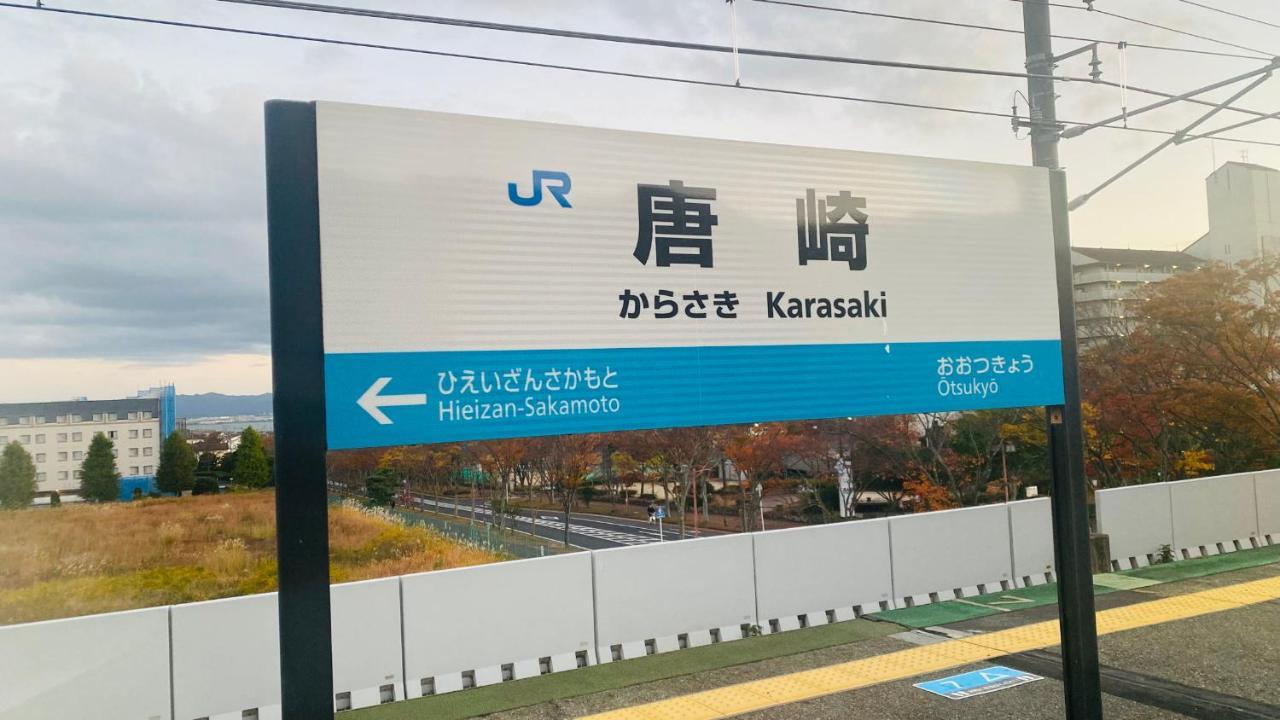 JR 唐崎
からさき Karasaki
← ひえいざんさかもと
Hieizan-Sakamoto
おおつきょう
Ōtsukyō